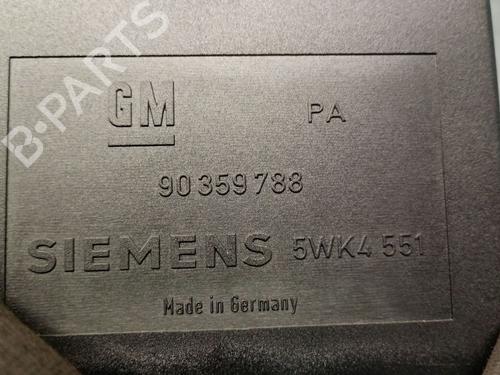 GM PA
90 359 788
SIEMENS 5WK4 551
Made in Germany
B-PARTS